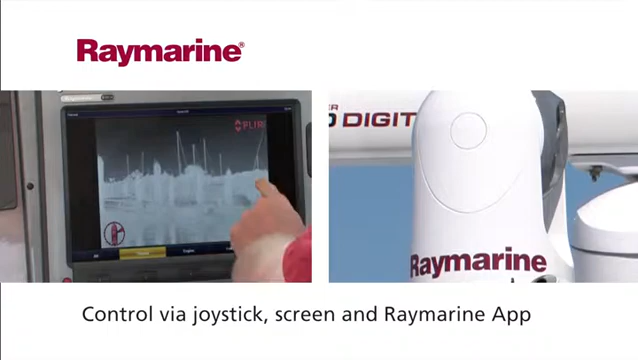 Raymarine®
FLIR
DIGIT
Raymarine
Control via joystick, screen and Raymarine App